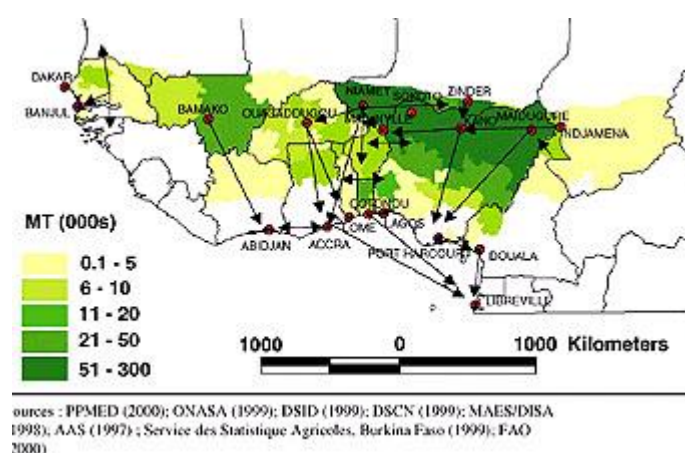 DAKAR
BANJUL
BAMAKO
OUAGADOUGOU
NIAMEY
SOKOTO
ZINDER
KANO
MAIDUGURIE
NDJAMENA
COTONOU
LOME
LAGOS
ABIDJAN
ACCRA
PORT HARCOURT
DOUALA
LIBREVILLE
MT (000s)
0.1 - 5
6 - 10
11 - 20
21 - 50
51 - 300
1000 0 1000 Kilometers
ources : PPMED (2000); ONASA (1999); DSID (1999); DSCN (1999); MAES/DISA
1998); AAS (1997) ; Service des Statistique Agricoles, Burkina Faso (1999); FAO
2000)